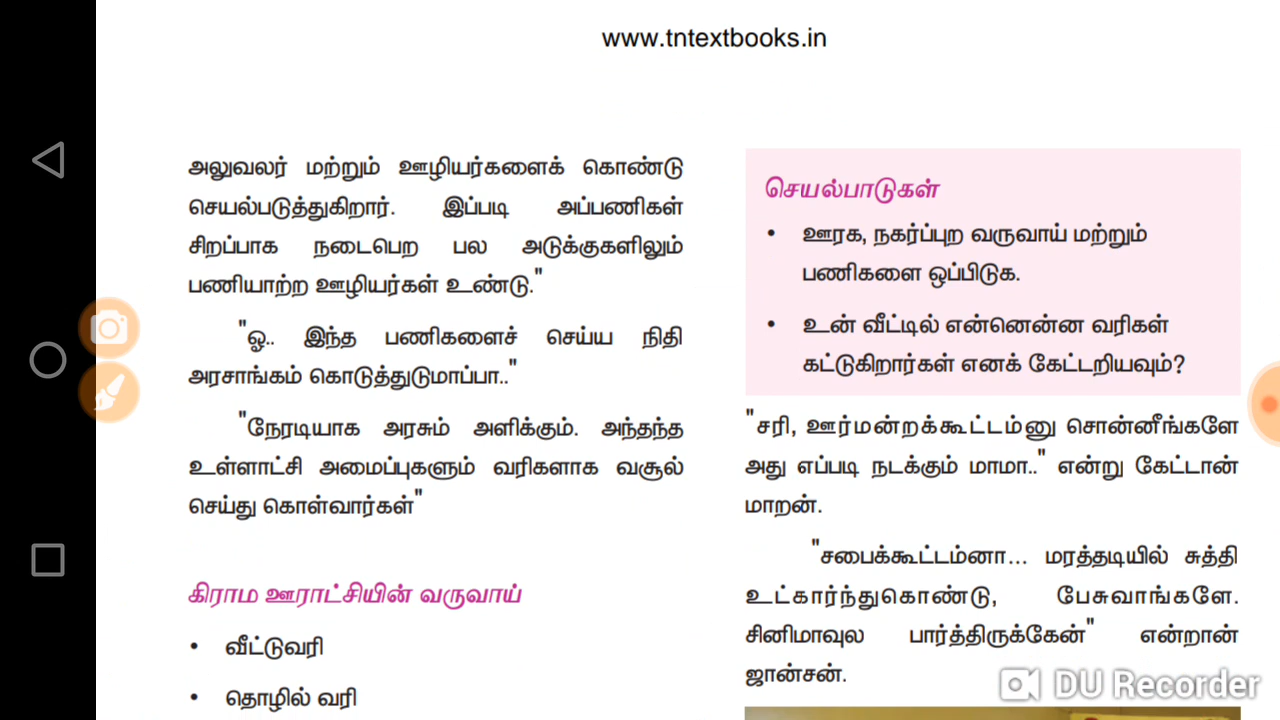 www.tntextbooks.in
அலுவலர் மற்றும் ஊழியர்களைக் கொண்டு
செயல்படுத்துகிறார். இப்படி அப்பணிகள்
சிறப்பாக நடைபெற பல அடுக்குகளிலும்
பணியாற்ற ஊழியர்கள் உண்டு."
"ஓ.. இந்த பணிகளைச் செய்ய நிதி
அரசாங்கம் கொடுத்துடுமாப்பா.."
"நேரடியாக அரசும் அளிக்கும். அந்தந்த
உள்ளாட்சி அமைப்புகளும் வரிகளாக வசூல்
செய்து கொள்வார்கள்"
கிராம ஊராட்சியின் வருவாய்
• வீட்டுவரி
• தொழில் வரி
செயல்பாடுகள்
• ஊரக, நகர்ப்புற வருவாய் மற்றும்
பணிகளை ஒப்பிடுக.
• உன் வீட்டில் என்னென்ன வரிகள்
கட்டுகிறார்கள் எனக் கேட்டறியவும்?
"சரி, ஊர்மன்றக்கூட்டம்னு சொன்னீங்களே
அது எப்படி நடக்கும் மாமா.." என்று கேட்டான்
மாறன்.
"சபைக்கூட்டம்னா... மரத்தடியில் சுத்தி
உட்கார்ந்துகொண்டு, பேசுவாங்களே.
சினிமாவுல பார்த்திருக்கேன்" என்றான்
ஜான்சன்.
DU Recorder